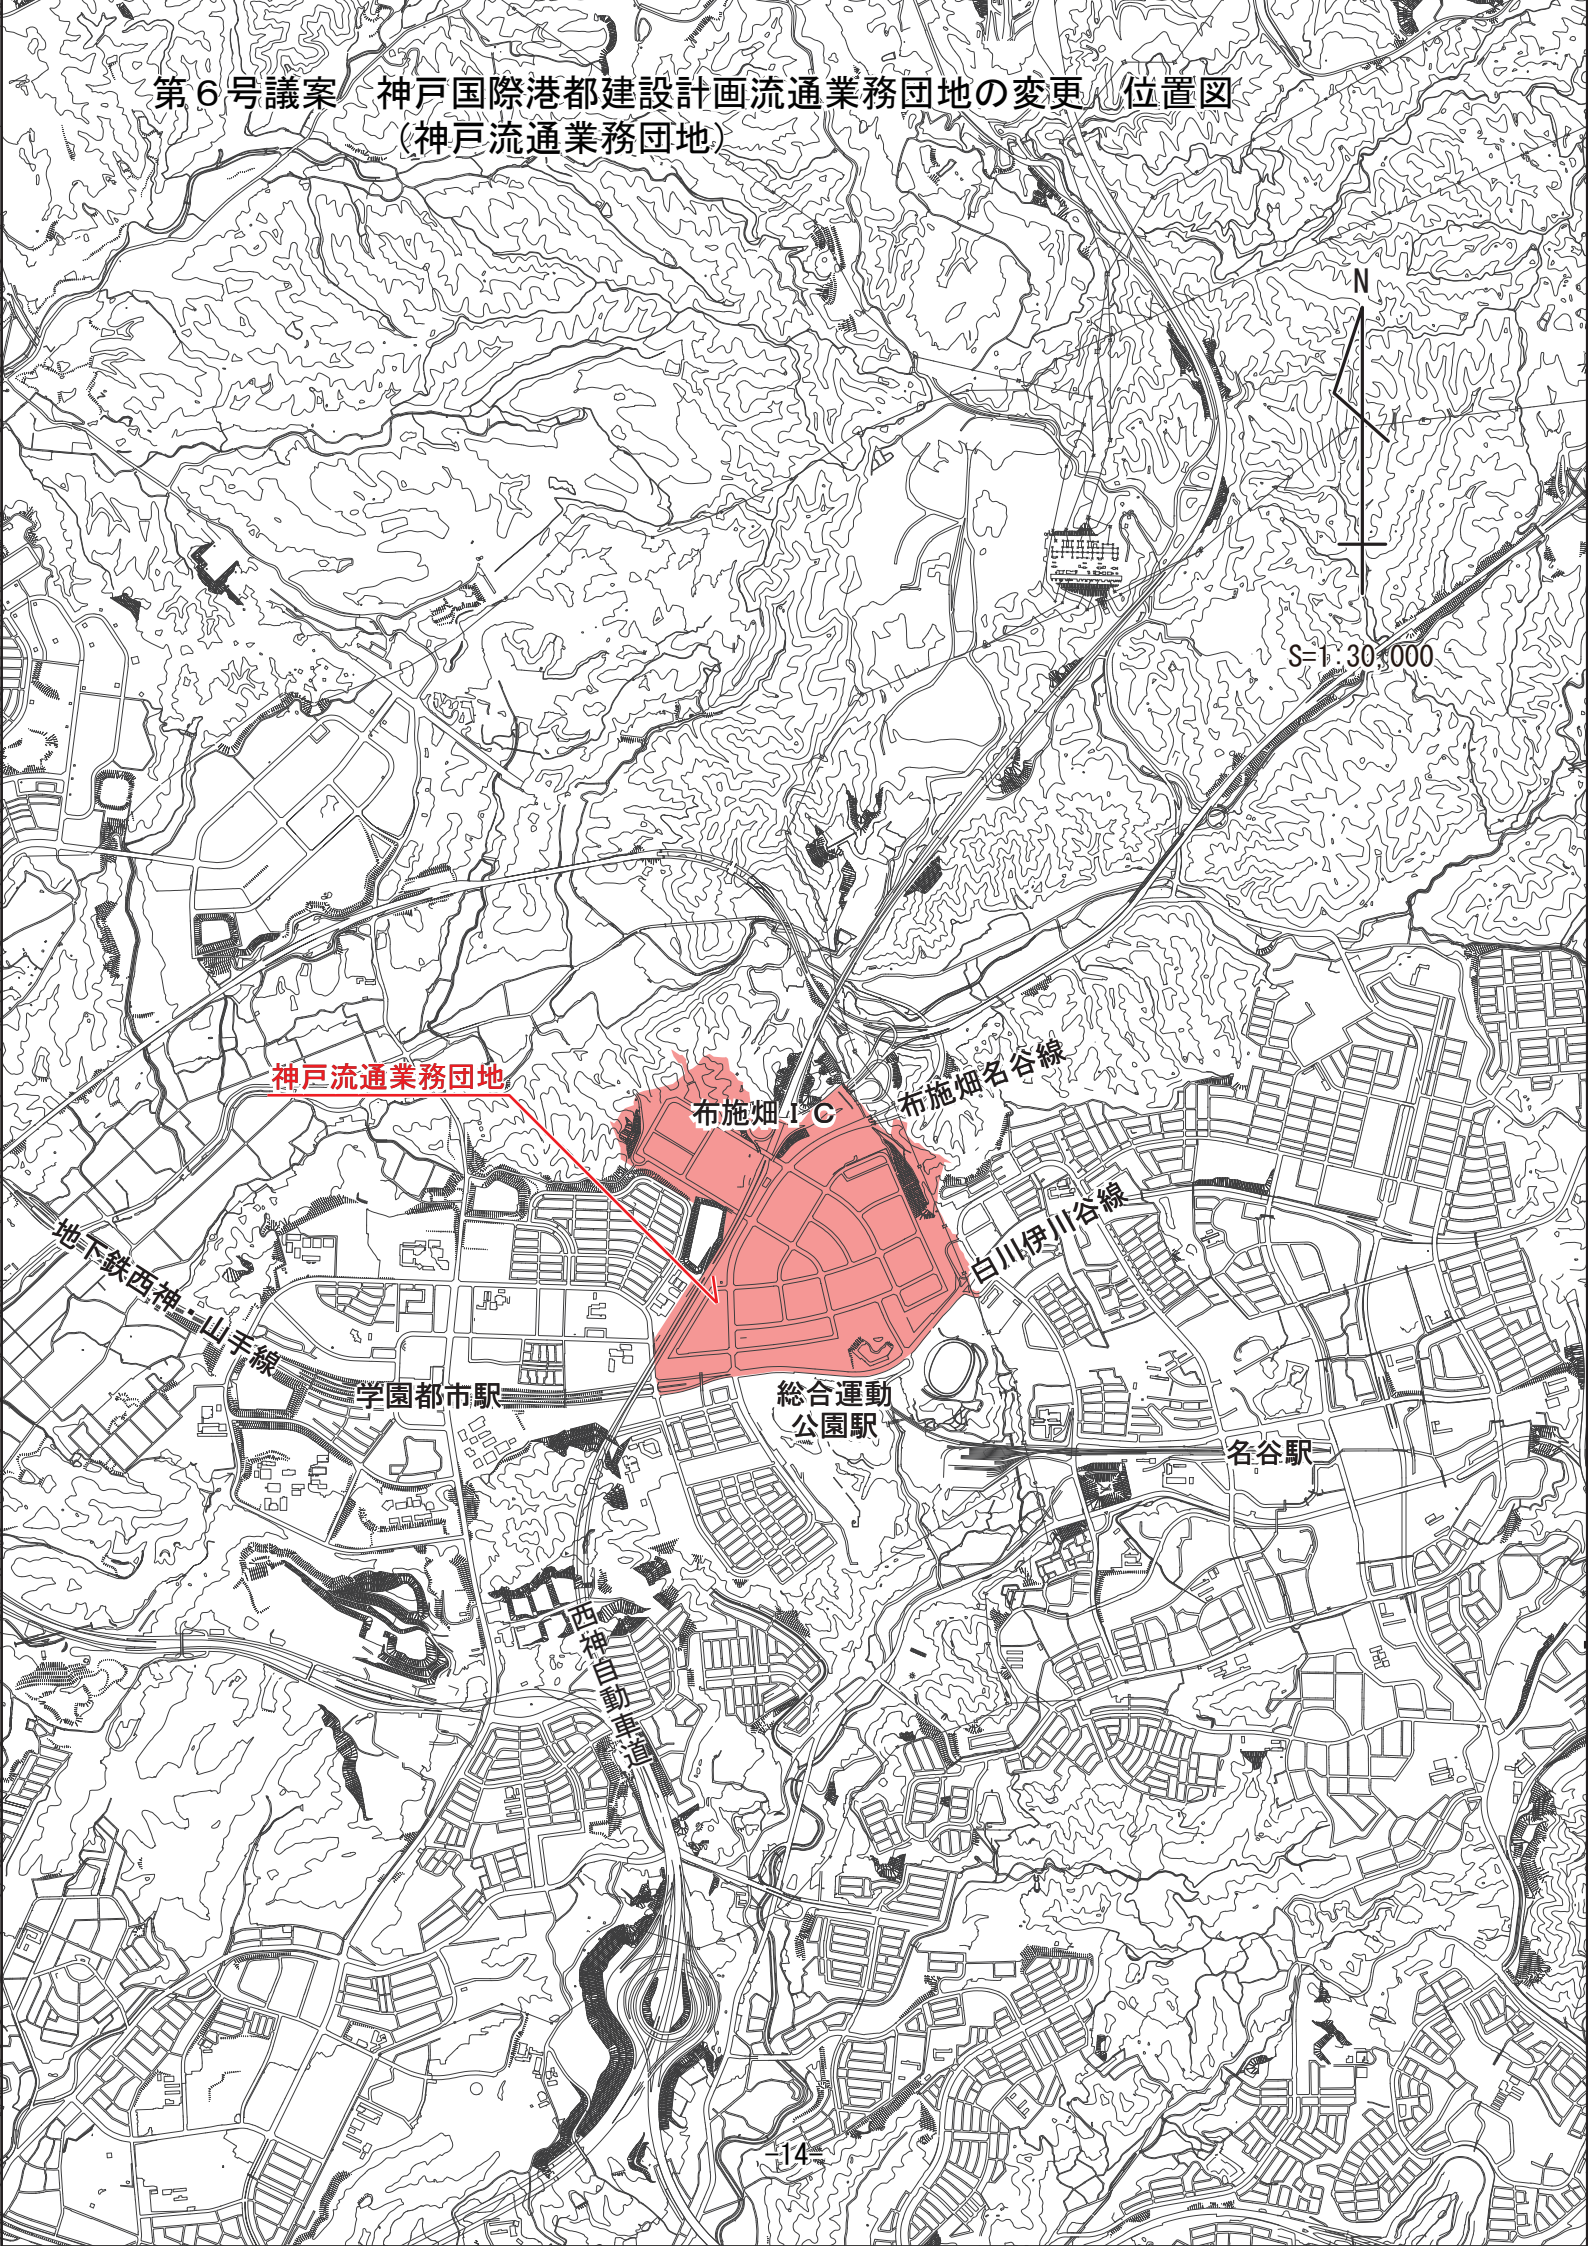 第６号議案　神戸国際港都建設計画流通業務団地の変更　位置図
（神戸流通業務団地）
N
S=1:30,000
神戸流通業務団地
布施畑ＩＣ
布施畑名谷線
白川伊川谷線
地下鉄西神・山手線
学園都市駅
総合運動
公園駅
名谷駅
西神自動車道
-14-